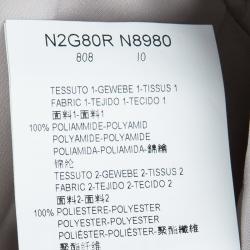 N2G80R N8980
808 10
TESSUTO 1-GEWEBE 1-TISSUS 1
FABRIC 1-TEJIDO 1-TECIDO 1
面料1-面料1
100% POLIAMMIDE-POLYAMID
POLYAMIDE-POLYAMIDE
POLIAMIDA-POLIAMIDA-錦綸
锦纶
TESSUTO 2-GEWEBE 2-TISSUS 2
FABRIC 2-TEJIDO 2-TECIDO 2
面料2-面料2
100% POLIESTERE-POLYESTER
POLYESTER-POLYESTER
POLIÉSTER-POLIÉSTER-聚酯纖維
聚酯纤维